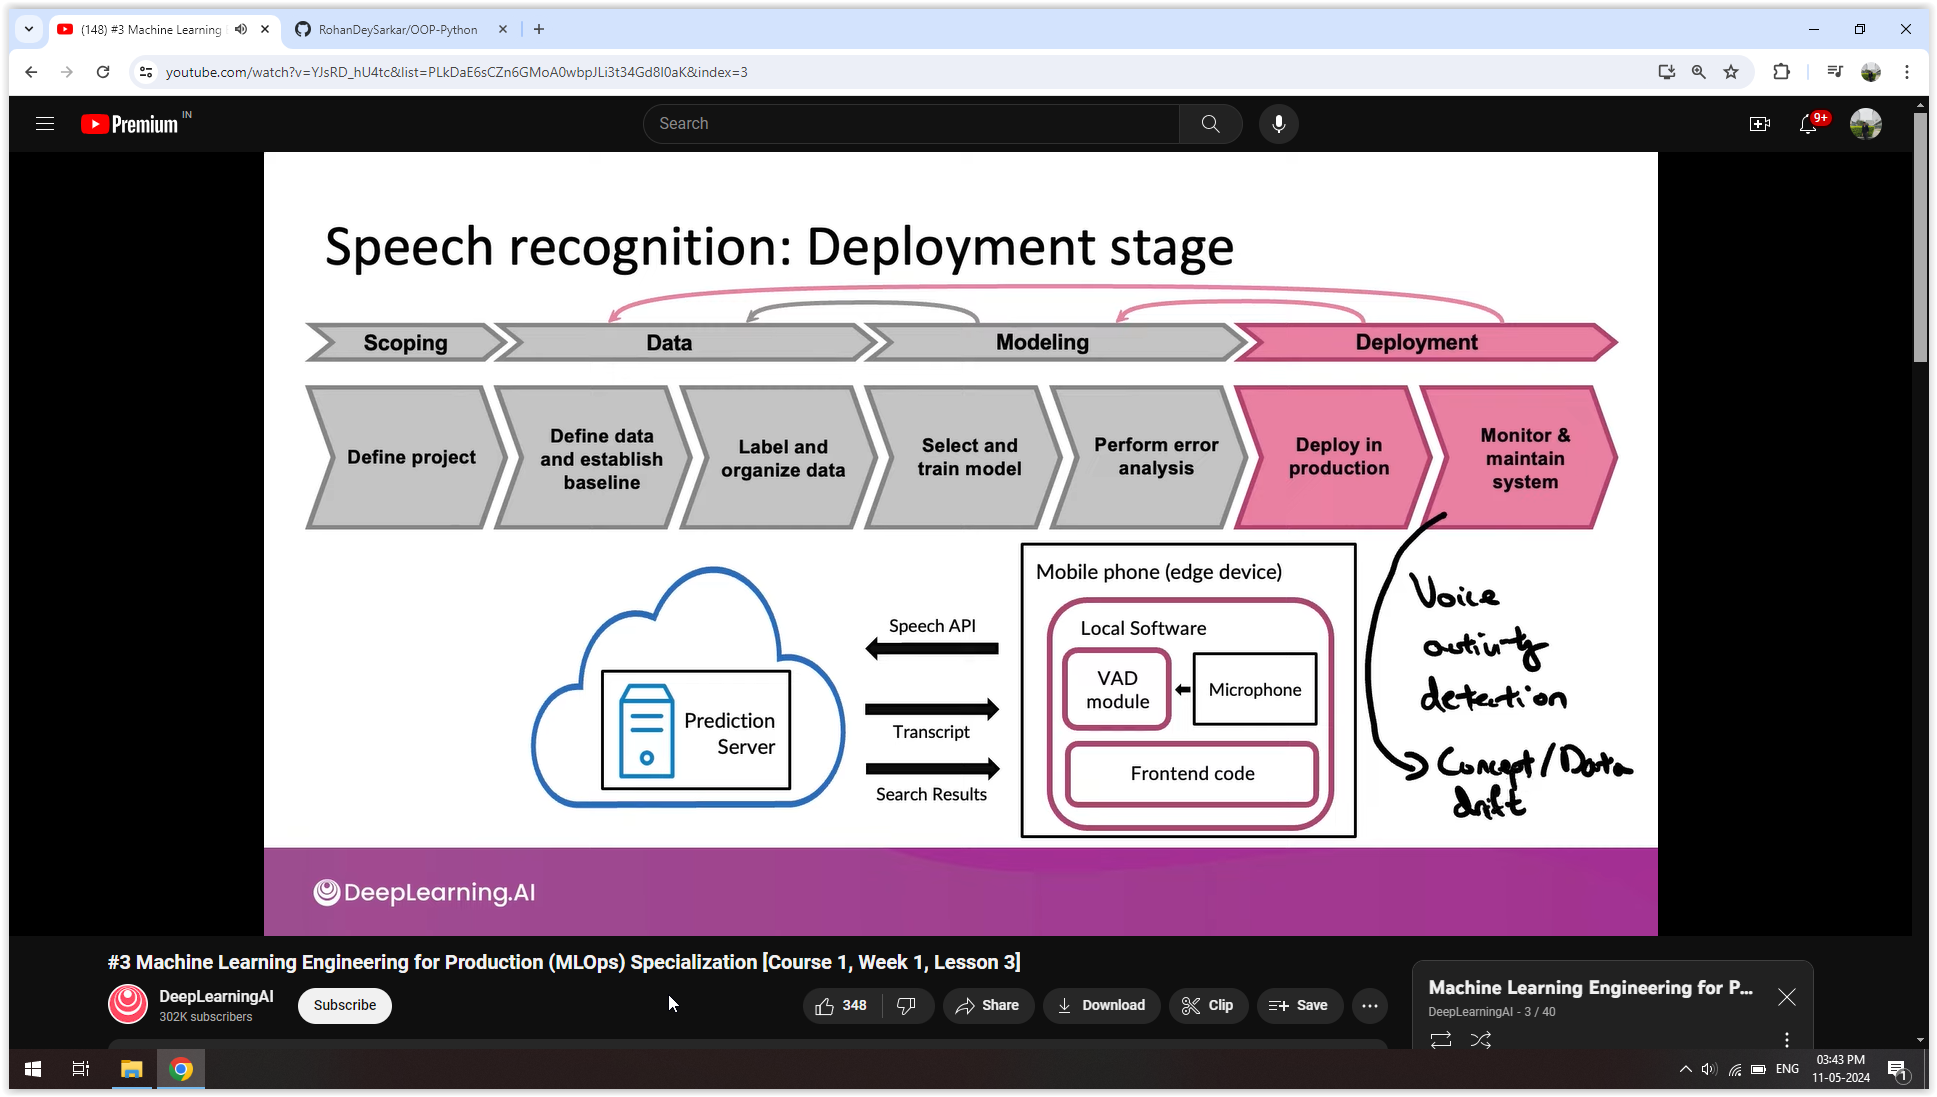 (148) #3 Machine Learning
RohanDeySarkar/OOP-Python
youtube.com/watch?v=YJsRD_hU4tc&list=PLkDaE6sCZn6GMoA0wbpJLi3t34Gd8l0aK&index=3
Premium IN
Search
9+
Speech recognition: Deployment stage
Scoping Data Modeling Deployment
Define project
Define data
and establish
baseline
Label and
organize data
Select and
train model
Perform error
analysis
Deploy in
production
Monitor &
maintain
system
Mobile phone (edge device)
Local Software
VAD
module
Microphone
Frontend code
Speech API
Transcript
Search Results
Prediction
Server
Voice
activity
detection
Concept/Data
drift
DeepLearning.AI
#3 Machine Learning Engineering for Production (MLOps) Specialization [Course 1, Week 1, Lesson 3]
DeepLearningAI
302K subscribers
Subscribe
348
Share
Download
Clip
Save
Machine Learning Engineering for P...
DeepLearningAI - 3 / 40
ENG
03:43 PM
11-05-2024
1